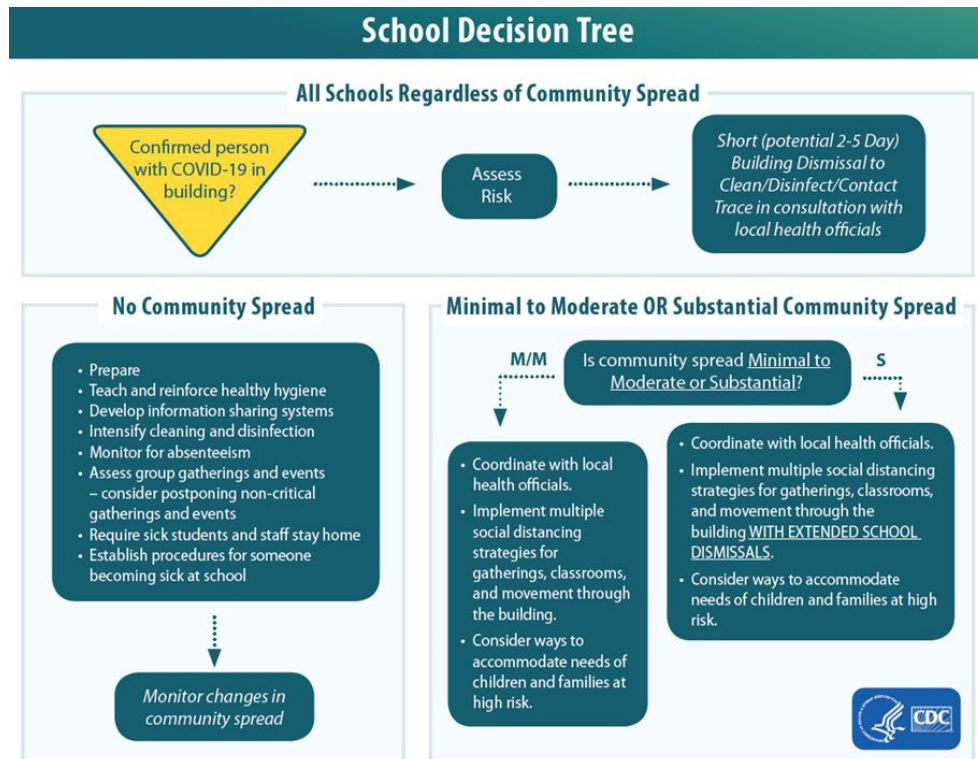 School Decision Tree
All Schools Regardless of Community Spread
Confirmed person
with COVID-19 in
building?
Assess
Risk
Short (potential 2-5 Day)
Building Dismissal to
Clean/Disinfect/Contact
Trace in consultation with
local health officials
No Community Spread
• Prepare
• Teach and reinforce healthy hygiene
• Develop information sharing systems
• Intensify cleaning and disinfection
• Monitor for absenteeism
• Assess group gatherings and events
– consider postponing non-critical
gatherings and events
• Require sick students and staff stay home
• Establish procedures for someone
becoming sick at school
Monitor changes in
community spread
Minimal to Moderate OR Substantial Community Spread
Is community spread Minimal to
Moderate or Substantial?
M/M
• Coordinate with local
health officials.
• Implement multiple
social distancing
strategies for
gatherings, classrooms,
and movement through
the building.
• Consider ways to
accommodate needs of
children and families at
high risk.
S
• Coordinate with local health officials.
• Implement multiple social distancing
strategies for gatherings, classrooms,
and movement through the
building WITH EXTENDED SCHOOL
DISMISSALS.
• Consider ways to accommodate
needs of children and families at high
risk.
CDC